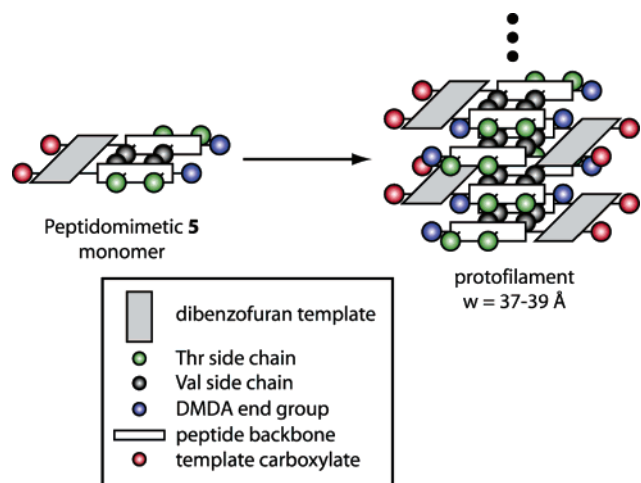 Peptidomimetic 5
monomer
protofilament
w = 37-39 Å
dibenzofuran template
Thr side chain
Val side chain
DMDA end group
peptide backbone
template carboxylate